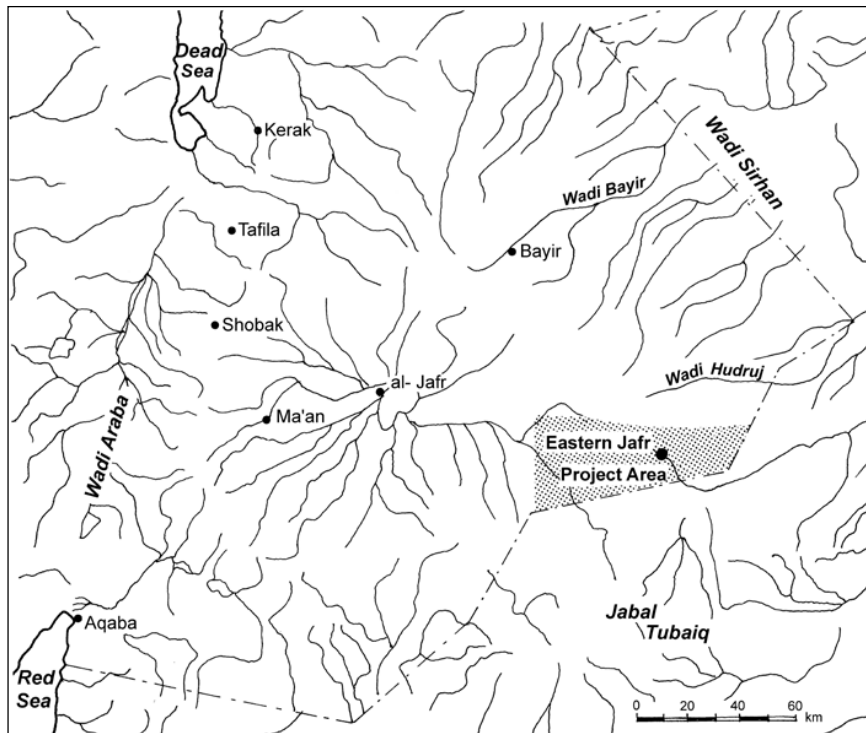 Dead
Sea
Kerak
Wadi Sirhan
Wadi Bayir
Tafila
Bayir
Shobak
Wadi Hudruj
al- Jafr
Ma'an
Wadi Araba
Eastern Jafr
Project Area
Jabal
Tubaiq
Aqaba
Red
Sea
0 20 40 60
km